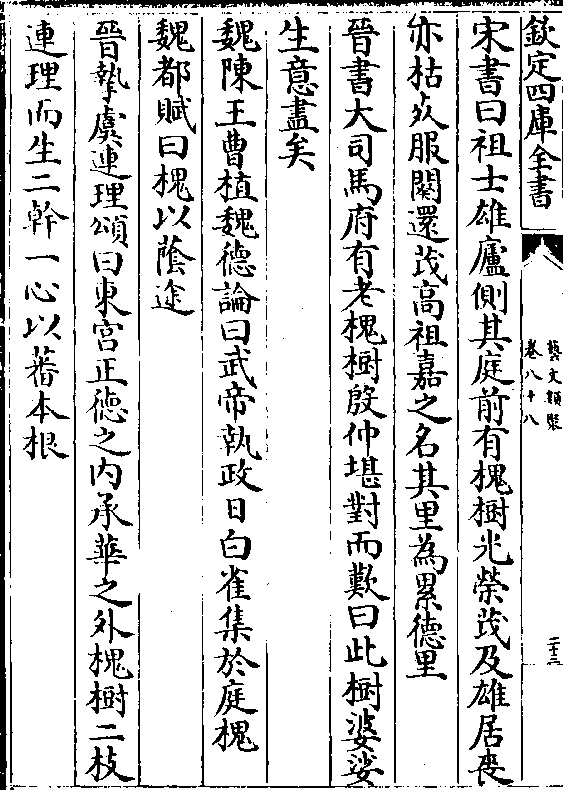 欽定四庫全書
藝文類聚
卷八十八
二十三
宋書曰祖士雄廬側其庭前有槐樹光榮茂及雄居喪
亦枯及服闋還茂高祖嘉之名其里為累德里
晉書大司馬府有老槐樹殷仲堪對而歎曰此樹婆娑
生意盡矣
魏陳王曹植魏德論曰武帝執政日白雀集於庭槐
魏都賦曰槐以蔭途
晉摯虞連理頌曰東宮正德之內承華之外槐樹二枝
連理而生二幹一心以蕃本根